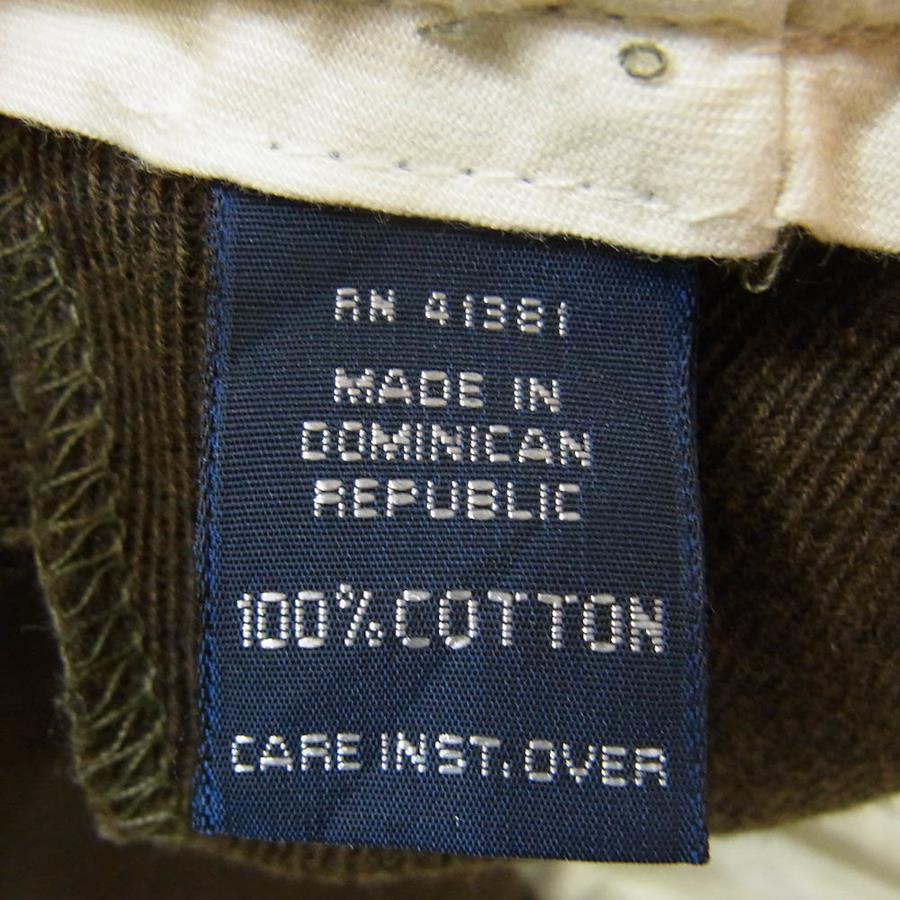 RN 41381
MADE IN
DOMINICAN
REPUBLIC
100% COTTON
CARE INST. OVER